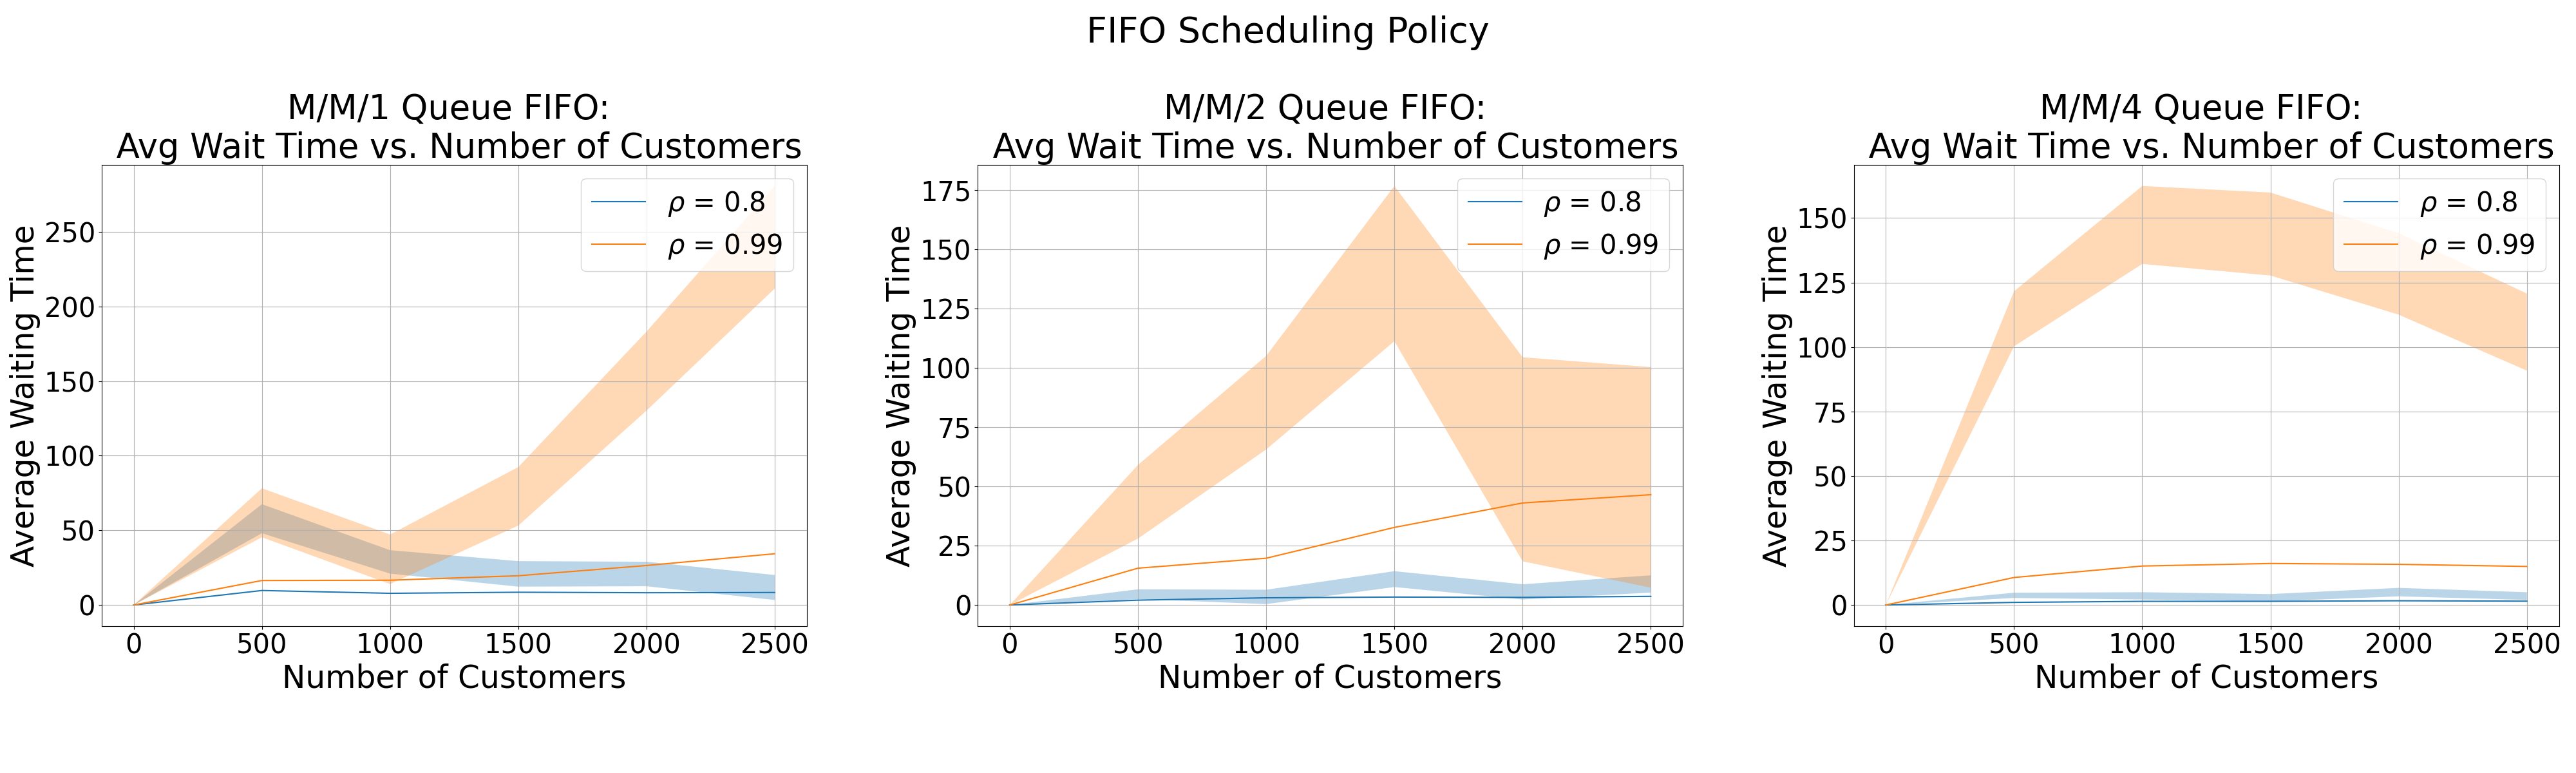 FIFO Scheduling Policy
M/M/1 Queue FIFO:
Avg Wait Time vs. Number of Customers
Average Waiting Time
250
200
150
100
50
0
ρ = 0.8
ρ = 0.99
0 500 1000 1500 2000 2500
Number of Customers
M/M/2 Queue FIFO:
Avg Wait Time vs. Number of Customers
Average Waiting Time
175
150
125
100
75
50
25
0
ρ = 0.8
ρ = 0.99
0 500 1000 1500 2000 2500
Number of Customers
M/M/4 Queue FIFO:
Avg Wait Time vs. Number of Customers
Average Waiting Time
150
125
100
75
50
25
0
ρ = 0.8
ρ = 0.99
0 500 1000 1500 2000 2500
Number of Customers